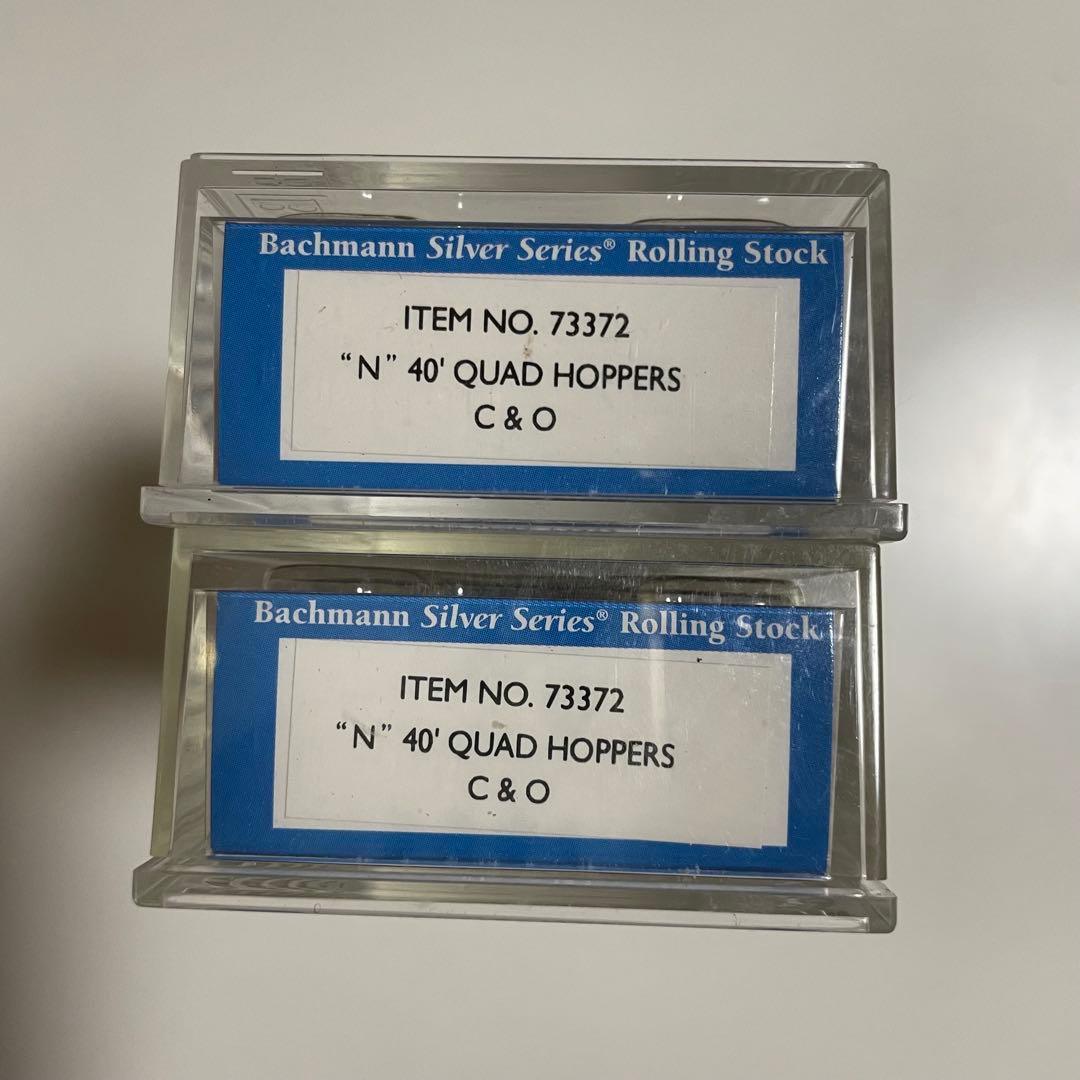 Bachmann Silver Series® Rolling Stock
ITEM NO. 73372
“N” 40' QUAD HOPPERS
C & O
Bachmann Silver Series® Rolling Stock
ITEM NO. 73372
“N” 40' QUAD HOPPERS
C & O